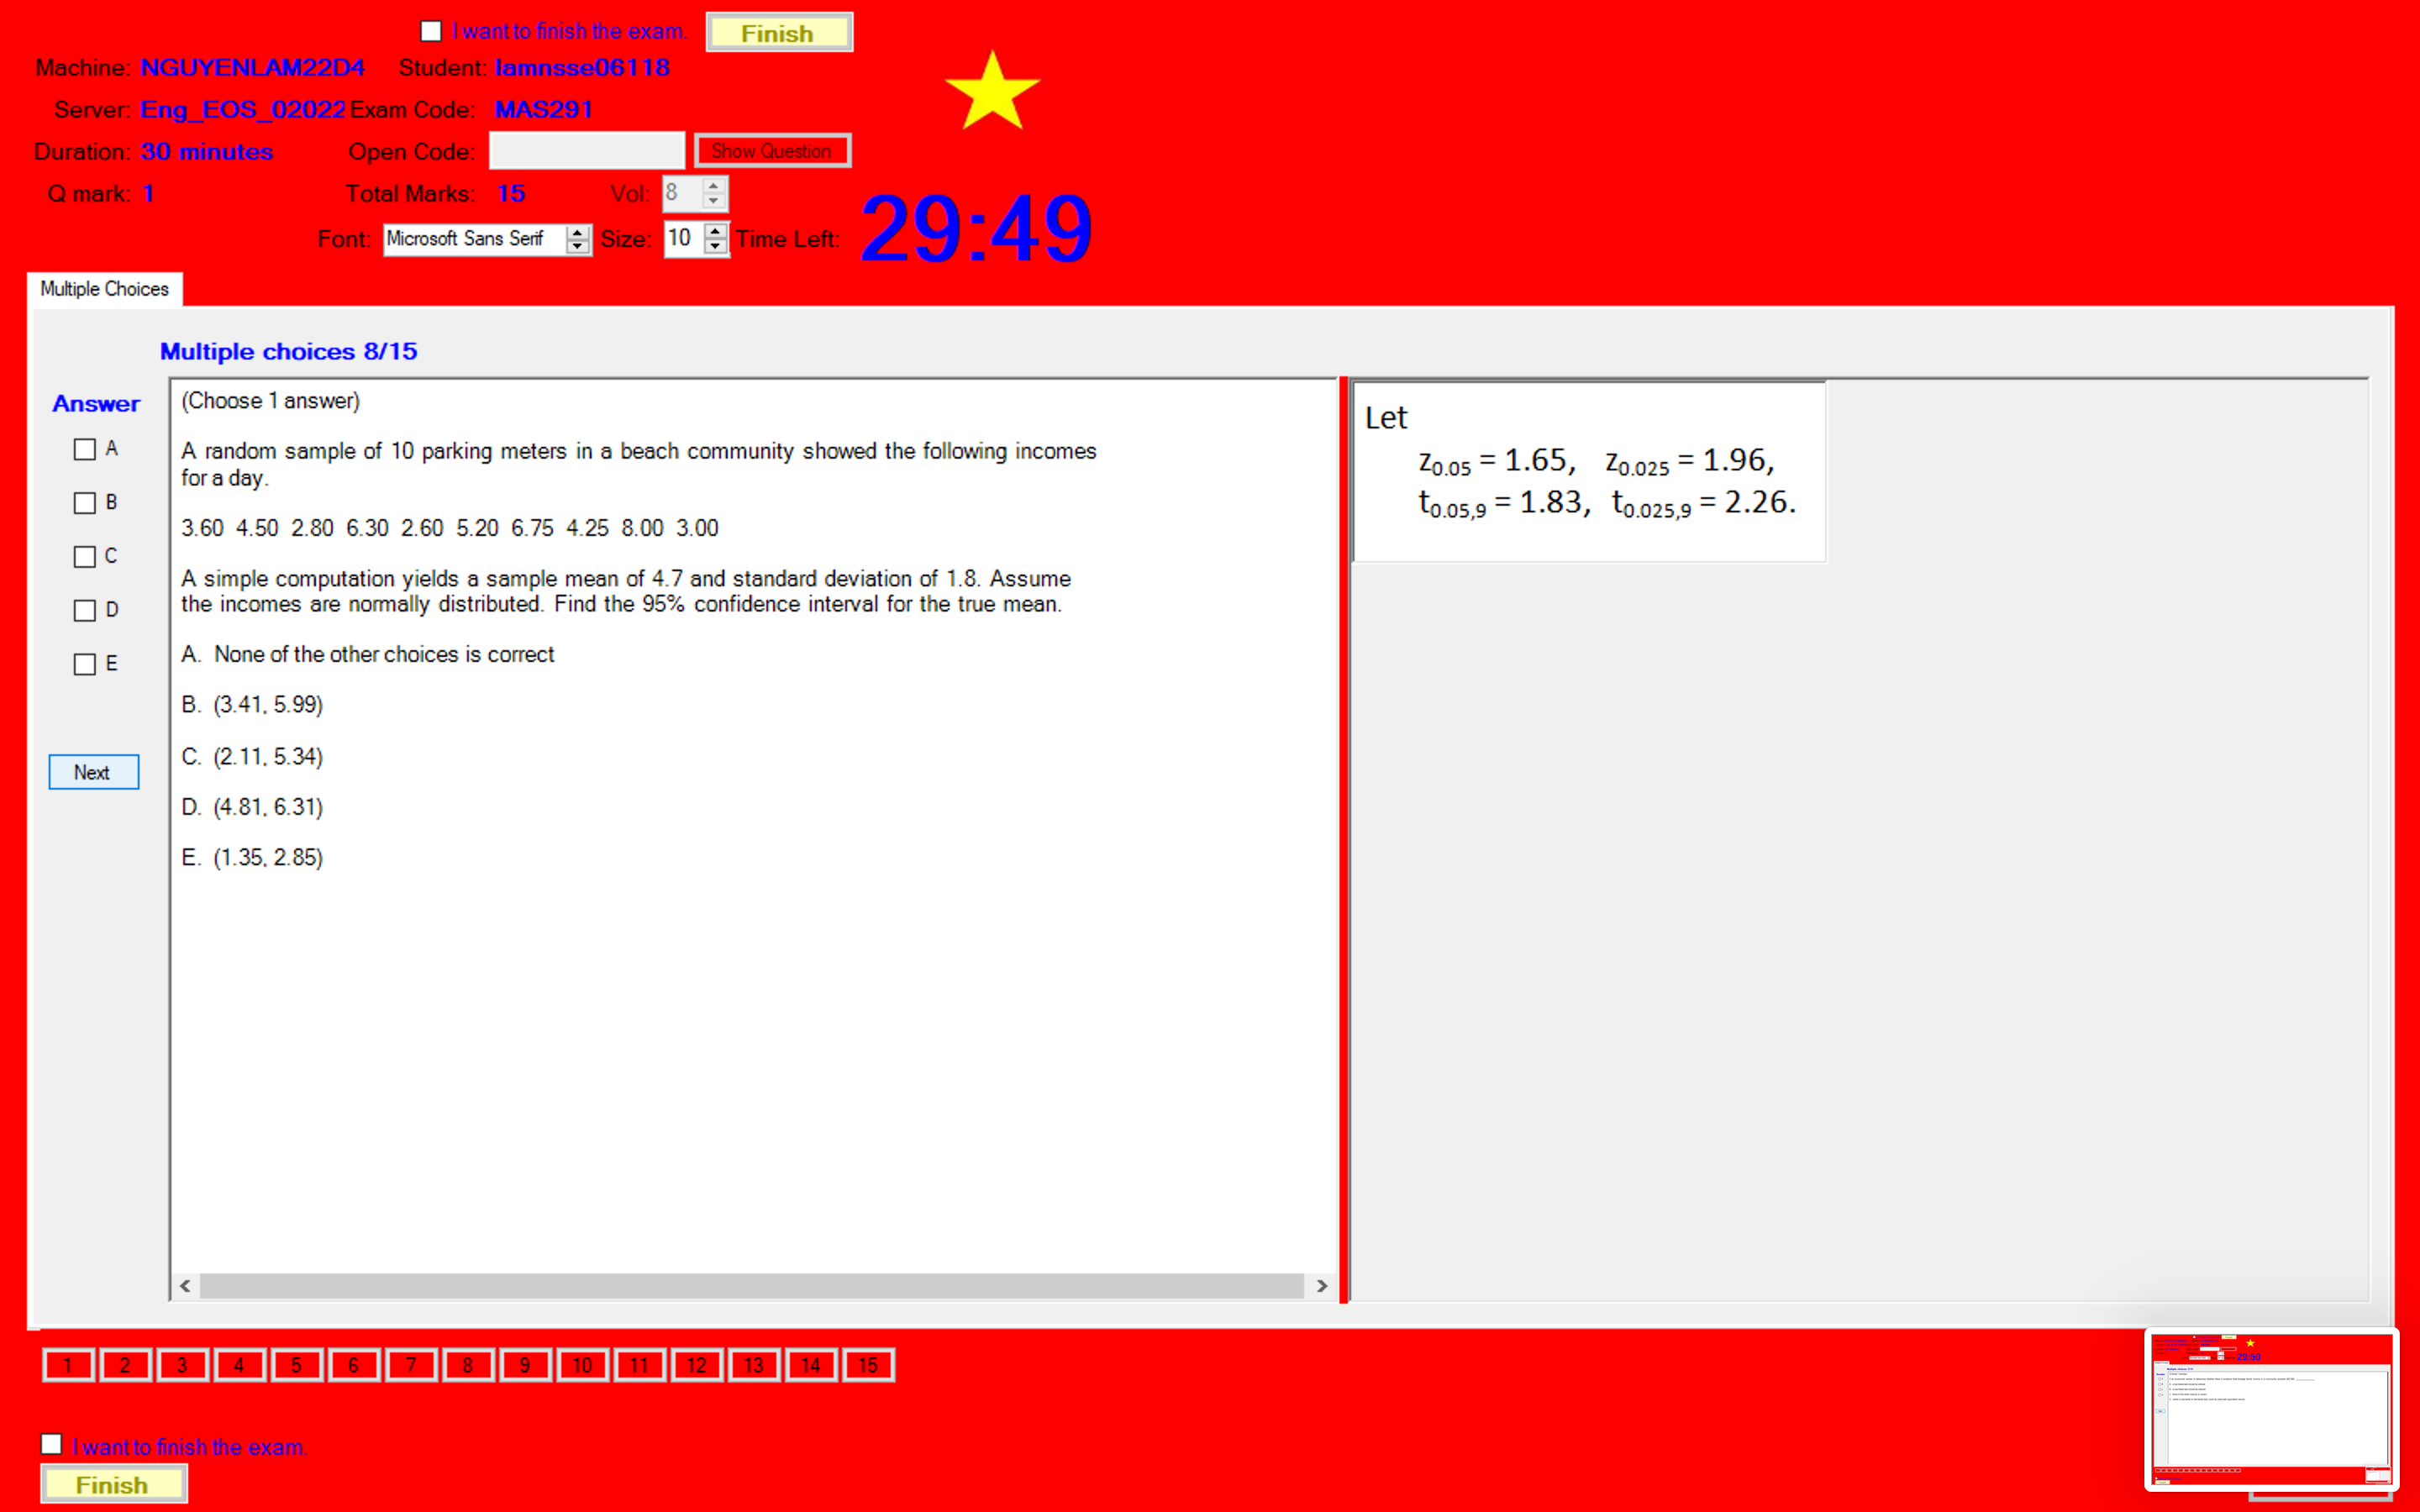 I want to finish the exam.
Finish
Machine: NGUYENLAM22D4 Student: lamnsse06118
Server: Eng_EOS_02022 Exam Code: MAS291
Duration: 30 minutes Open Code: Show Question
Q mark: 1 Total Marks: 15 Vol: 8
Font: Microsoft Sans Serif Size: 10 Time Left: 29:49
Multiple Choices
Multiple choices 8/15
Answer
A
B
C
D
E
Next
(Choose 1 answer)
A random sample of 10 parking meters in a beach community showed the following incomes
for a day.
3.60 4.50 2.80 6.30 2.60 5.20 6.75 4.25 8.00 3.00
A simple computation yields a sample mean of 4.7 and standard deviation of 1.8. Assume
the incomes are normally distributed. Find the 95% confidence interval for the true mean.
A. None of the other choices is correct
B. (3.41, 5.99)
C. (2.11, 5.34)
D. (4.81, 6.31)
E. (1.35, 2.85)
Let
z0.05 = 1.65, z0.025 = 1.96,
t0.05,9 = 1.83, t0.025,9 = 2.26.
1 2 3 4 5 6 7 8 9 10 11 12 13 14 15
I want to finish the exam.
Finish